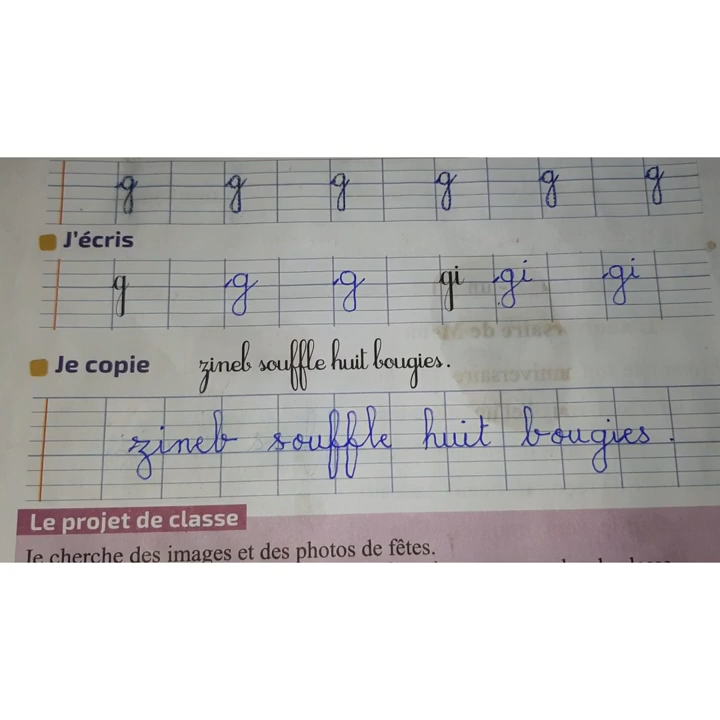 g g g g g g
J'écris
g g g gi gi gi
Je copie zineb souffle huit bougies.
zineb souffle huit bougies.
Le projet de classe
Je cherche des images et des photos de fêtes.